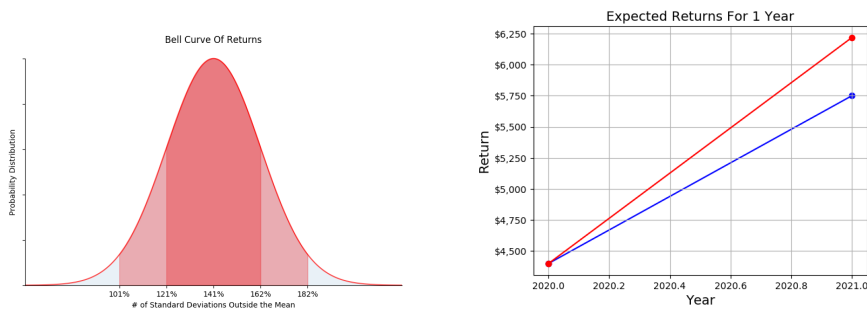 Bell Curve Of Returns
Probability Distribution
101% 121% 141% 162% 182%
# of Standard Deviations Outside the Mean
Expected Returns For 1 Year
Return
$6,250
$6,000
$5,750
$5,500
$5,250
$5,000
$4,750
$4,500
2020.0 2020.2 2020.4 2020.6 2020.8 2021.0
Year